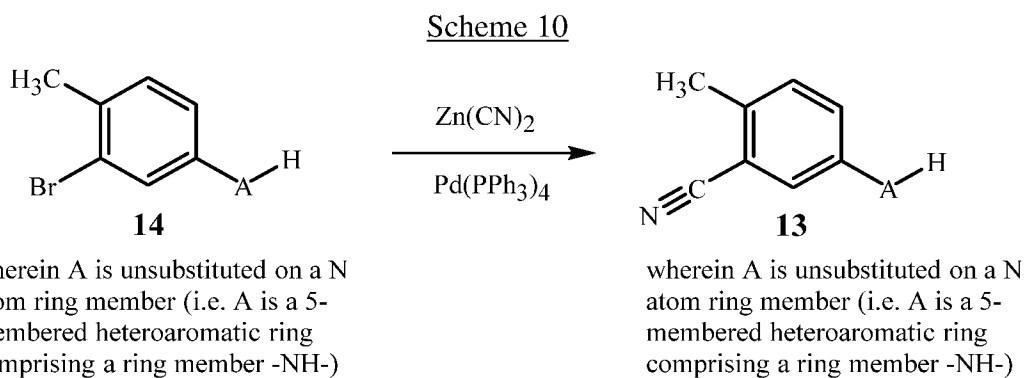 Scheme 10
H3C
Br
A
H
14
Zn(CN)2
Pd(PPh3)4
H3C
N
C
A
H
13
herein A is unsubstituted on a N
om ring member (i.e. A is a 5-
embered heteroaromatic ring
mprising a ring member -NH-)
wherein A is unsubstituted on a N
atom ring member (i.e. A is a 5-
membered heteroaromatic ring
comprising a ring member -NH-)